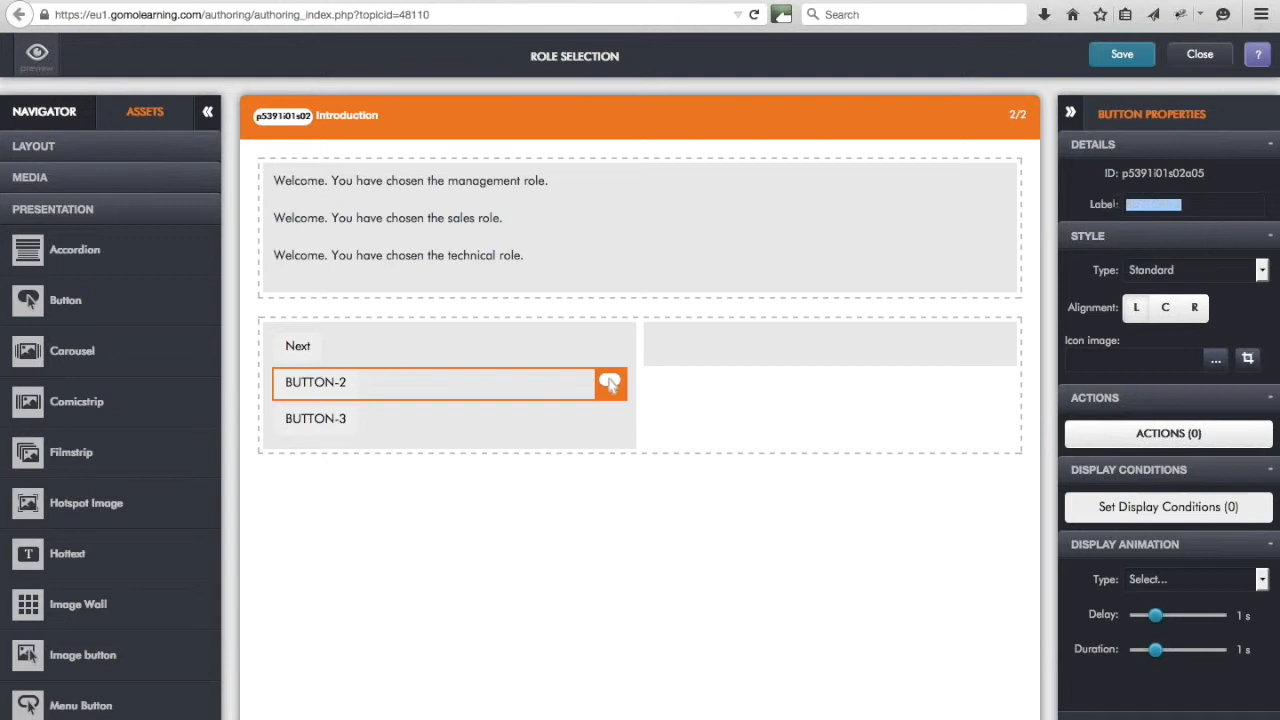 https://eu1.gomolearning.com/authoring/authoring_index.php?topicid=48110
Search
preview
ROLE SELECTION
Save
Close
?
NAVIGATOR
ASSETS
LAYOUT
MEDIA
PRESENTATION
Accordion
Button
Carousel
Comicstrip
Filmstrip
Hotspot Image
T Hottext
Image Wall
Image button
Menu Button
p5391i01s02 Introduction
2/2
Welcome. You have chosen the management role.
Welcome. You have chosen the sales role.
Welcome. You have chosen the technical role.
Next
BUTTON-2
BUTTON-3
BUTTON PROPERTIES
DETAILS
ID: p5391i01s02a05
Label:
STYLE
Type: Standard
Alignment: L C R
Icon image:
...
ACTIONS
ACTIONS (0)
DISPLAY CONDITIONS
Set Display Conditions (0)
DISPLAY ANIMATION
Type: Select...
Delay: 1 s
Duration: 1 s